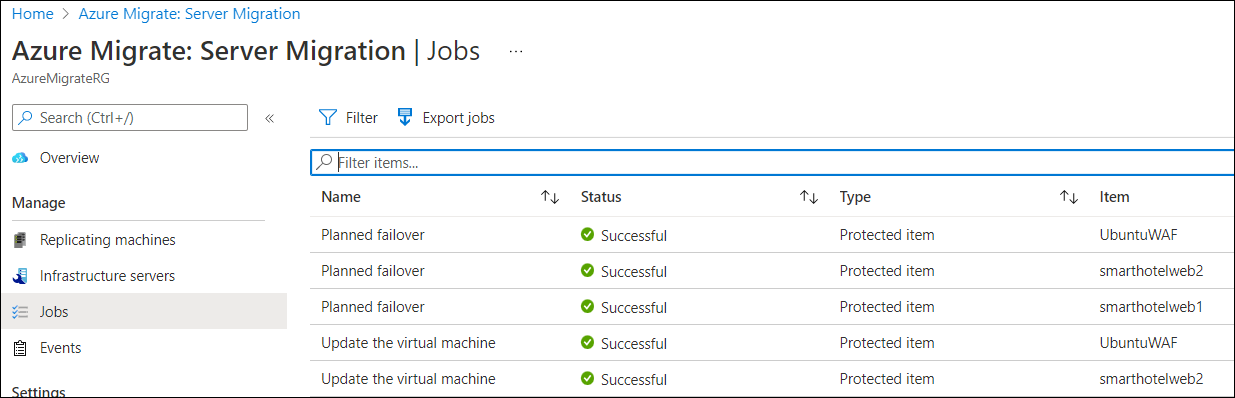 Home > Azure Migrate: Server Migration
Azure Migrate: Server Migration | Jobs ...
AzureMigrateRG
Search (Ctrl+/) «
Overview
Manage
Replicating machines
Infrastructure servers
Jobs
Events
Settings
Filter Export jobs
Filter items...
Name Status Type Item
Planned failover Successful Protected item UbuntuWAF
Planned failover Successful Protected item smarthotelweb2
Planned failover Successful Protected item smarthotelweb1
Update the virtual machine Successful Protected item UbuntuWAF
Update the virtual machine Successful Protected item smarthotelweb2